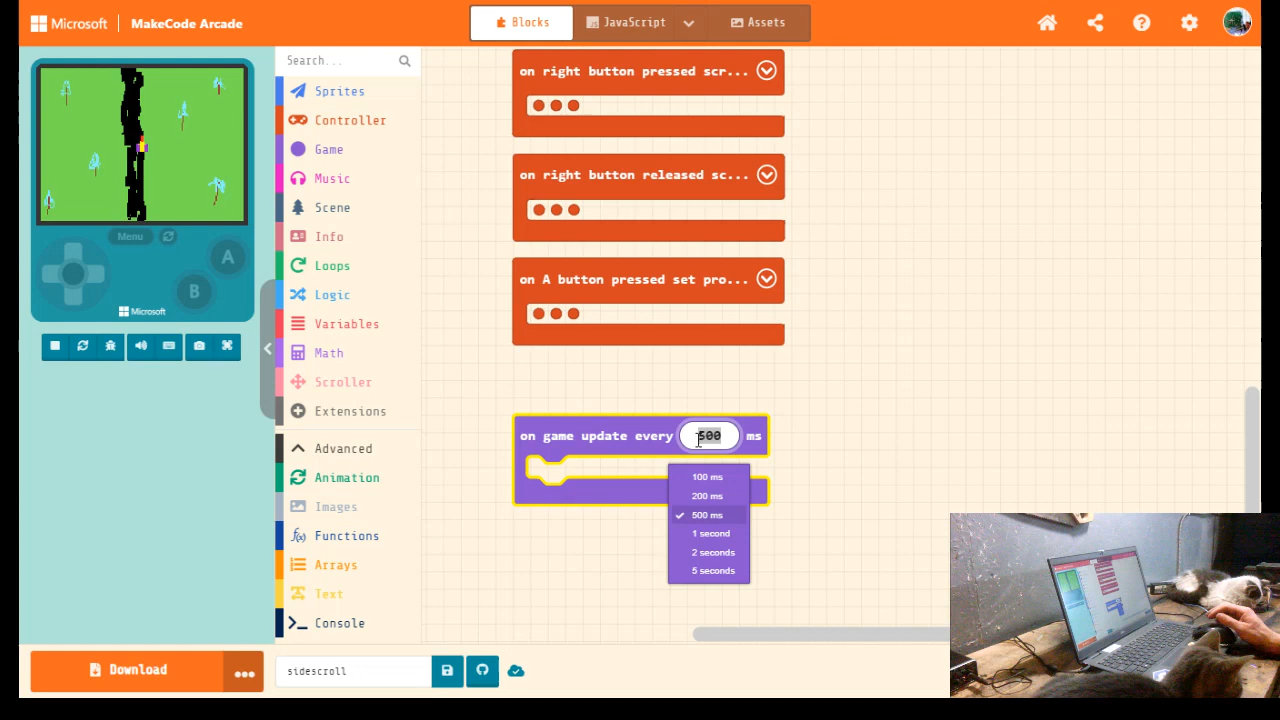 Microsoft
MakeCode Arcade
Blocks
JavaScript
Assets
Menu
A
B
Microsoft
Search...
Sprites
Controller
Game
Music
Scene
Info
Loops
Logic
Variables
Math
Scroller
Extensions
Advanced
Animation
Images
Functions
Arrays
Text
Console
on right button pressed scr...
on right button released sc...
on A button pressed set pro...
on game update every 500 ms
100 ms
200 ms
500 ms
1 second
2 seconds
5 seconds
Download
sidescroll